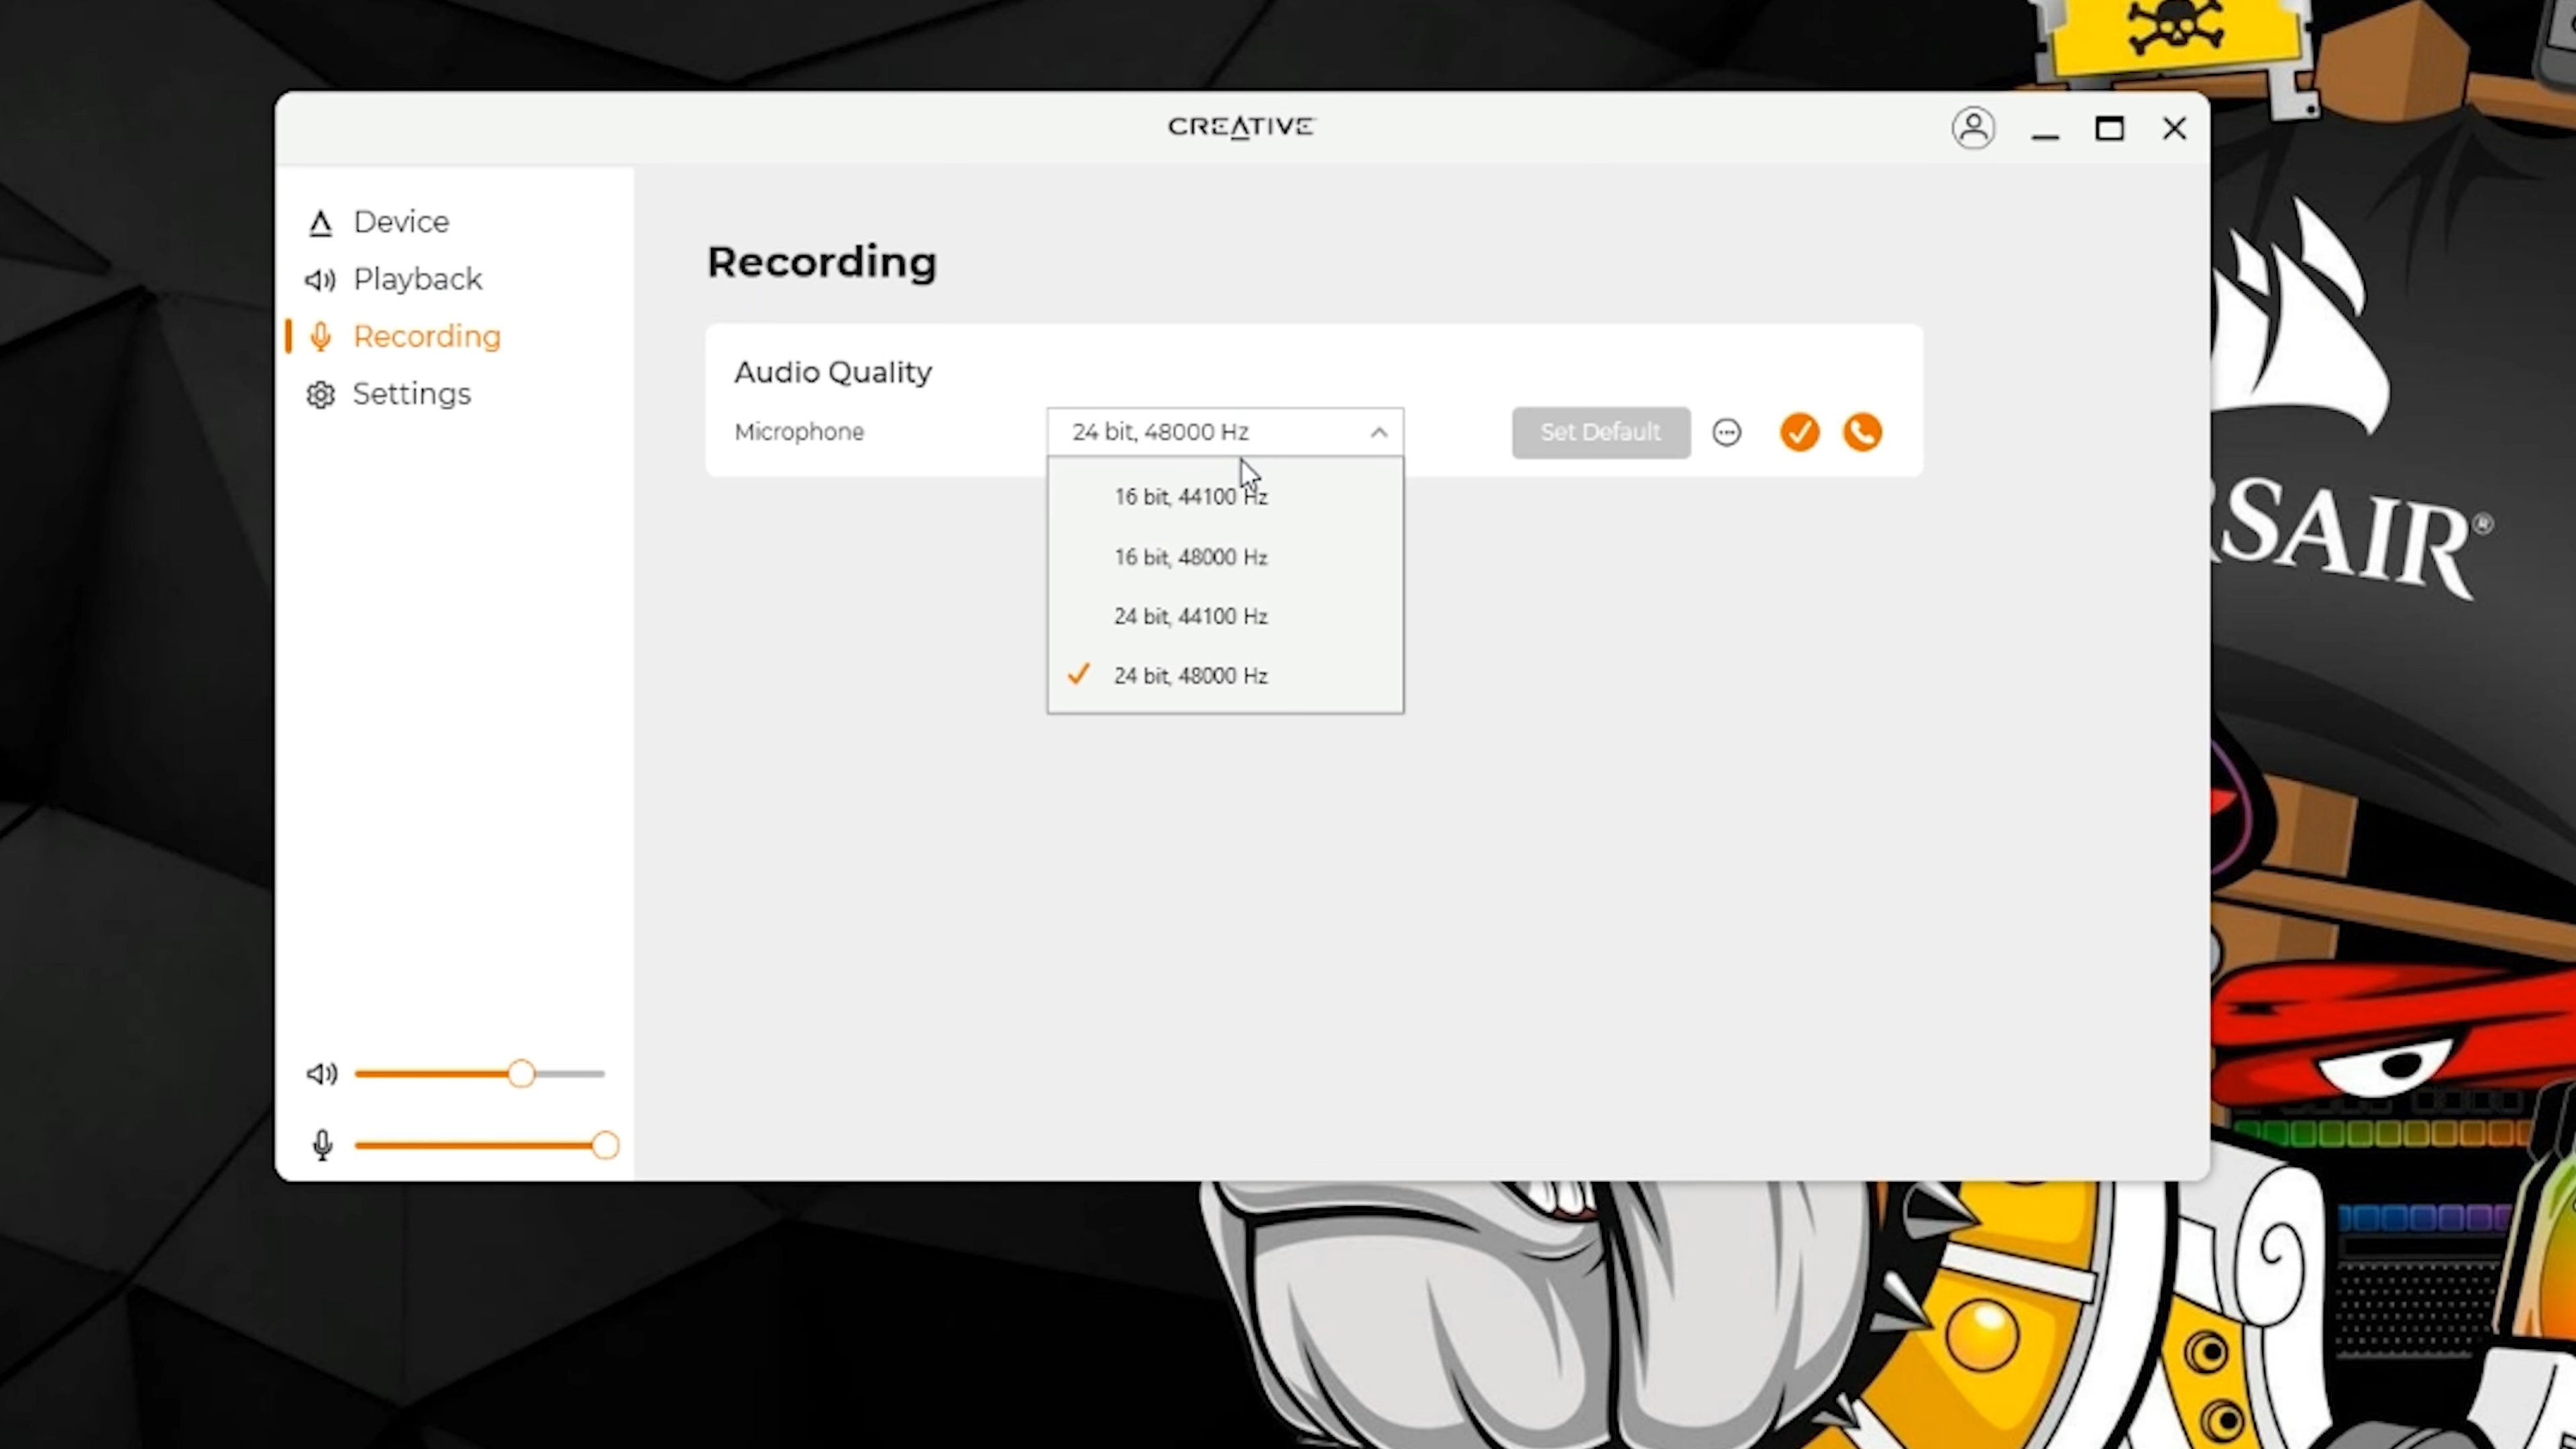 CREATIVE
Device
Playback
Recording
Settings
Recording
Audio Quality
Microphone
24 bit, 48000 Hz
Set Default
16 bit, 44100 Hz
16 bit, 48000 Hz
24 bit, 44100 Hz
24 bit, 48000 Hz
RSAIR®